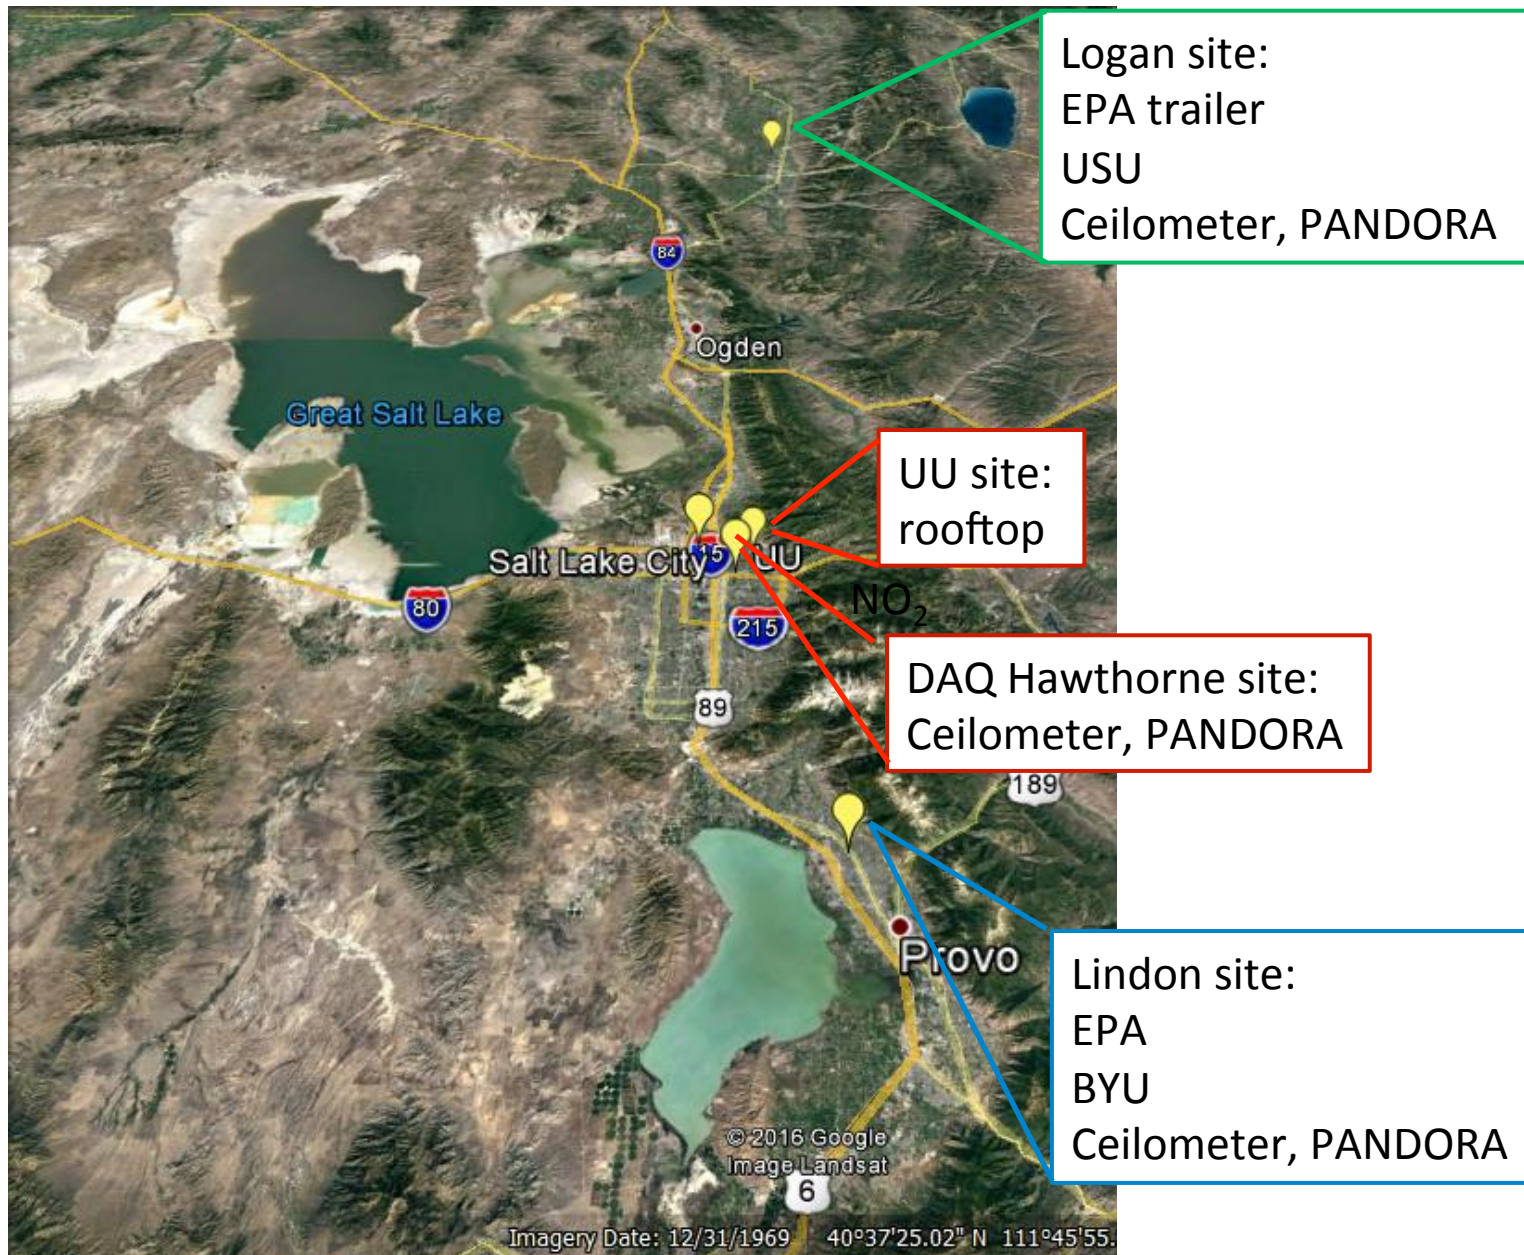 Logan site:
EPA trailer
USU
Ceilometer, PANDORA
84
Ogden
Great Salt Lake
UU site:
rooftop
Salt Lake City
15
UU
80
NO₂
215
DAQ Hawthorne site:
Ceilometer, PANDORA
89
189
Provo
Lindon site:
EPA
BYU
Ceilometer, PANDORA
© 2016 Google
Image Landsat
6
Imagery Date: 12/31/1969 40°37'25.02" N 111°45'55.